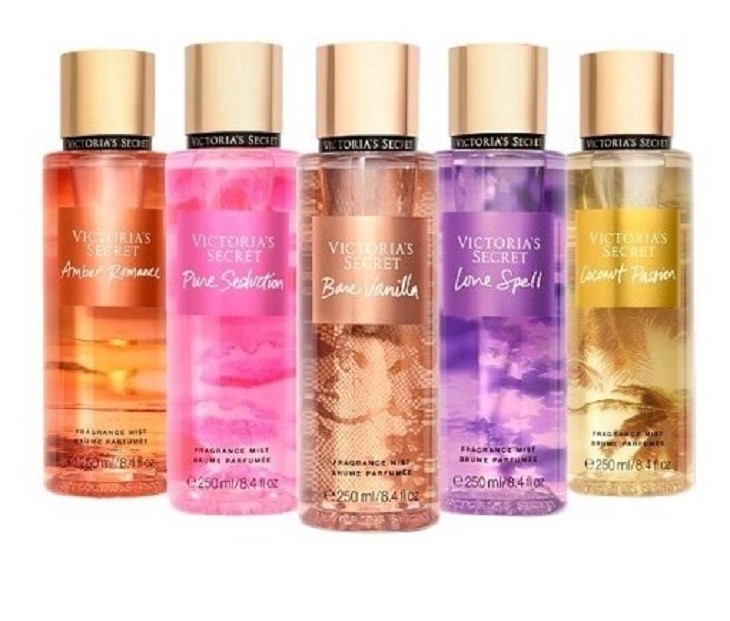 VICTORIA'S SECRET
VICTORIA'S
SECRET
Amber Romance
FRAGRANCE MIST
BRUME PARFUMÉE
℮250 ml/8.4 fl oz
VICTORIA'S SECRET
VICTORIA'S
SECRET
Pure Seduction
FRAGRANCE MIST
BRUME PARFUMÉE
℮250 ml/8.4 fl oz
VICTORIA'S SECRET
VICTORIA'S
SECRET
Bare Vanilla
FRAGRANCE MIST
BRUME PARFUMÉE
℮250 ml/8.4 fl oz
VICTORIA'S SECRET
VICTORIA'S
SECRET
Love Spell
FRAGRANCE MIST
BRUME PARFUMÉE
℮250 ml/8.4 fl oz
VICTORIA'S SECRET
VICTORIA'S
SECRET
Coconut Passion
FRAGRANCE MIST
BRUME PARFUMÉE
℮250 ml/8.4 fl oz